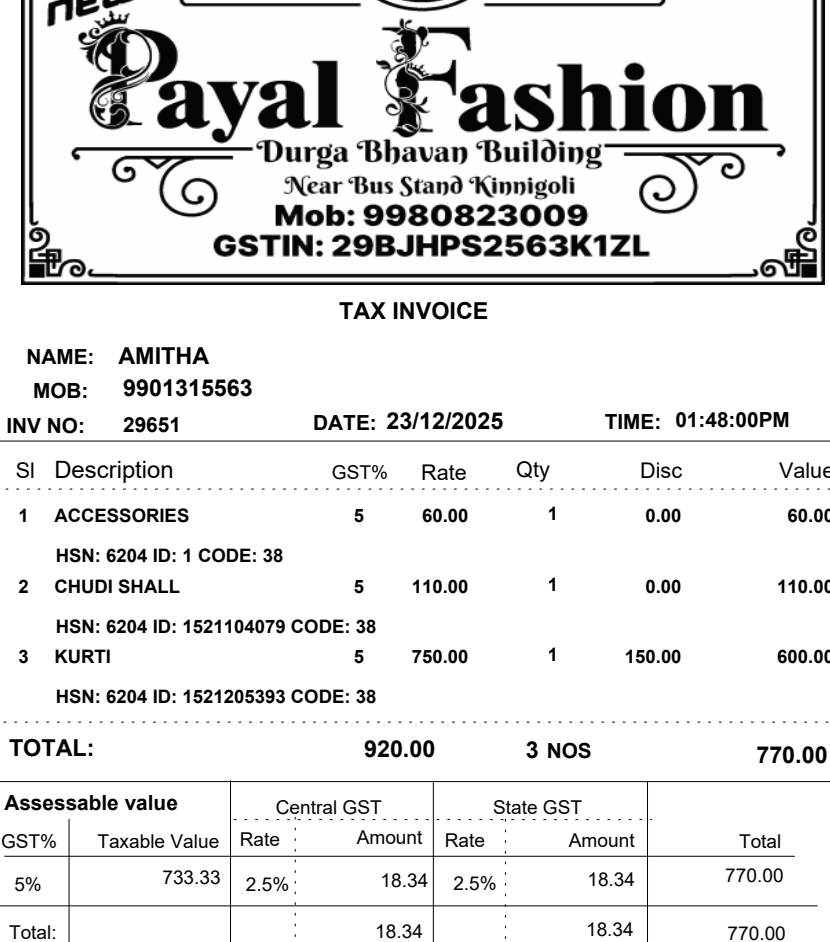 new
Payal Fashion
Durga Bhavan Building
Near Bus Stand Kinnigoli
Mob: 9980823009
GSTIN: 29BJHPS2563K1ZL
TAX INVOICE
NAME: AMITHA
MOB: 9901315563
INV NO: 29651 DATE: 23/12/2025 TIME: 01:48:00PM
Sl Description GST% Rate Qty Disc Value
1 ACCESSORIES 5 60.00 1 0.00 60.00
HSN: 6204 ID: 1 CODE: 38
2 CHUDI SHALL 5 110.00 1 0.00 110.00
HSN: 6204 ID: 1521104079 CODE: 38
3 KURTI 5 750.00 1 150.00 600.00
HSN: 6204 ID: 1521205393 CODE: 38
TOTAL: 920.00 3 NOS 770.00
Assessable value Central GST State GST
GST% Taxable Value Rate Amount Rate Amount Total
5% 733.33 2.5% 18.34 2.5% 18.34 770.00
Total: 18.34 18.34 770.00